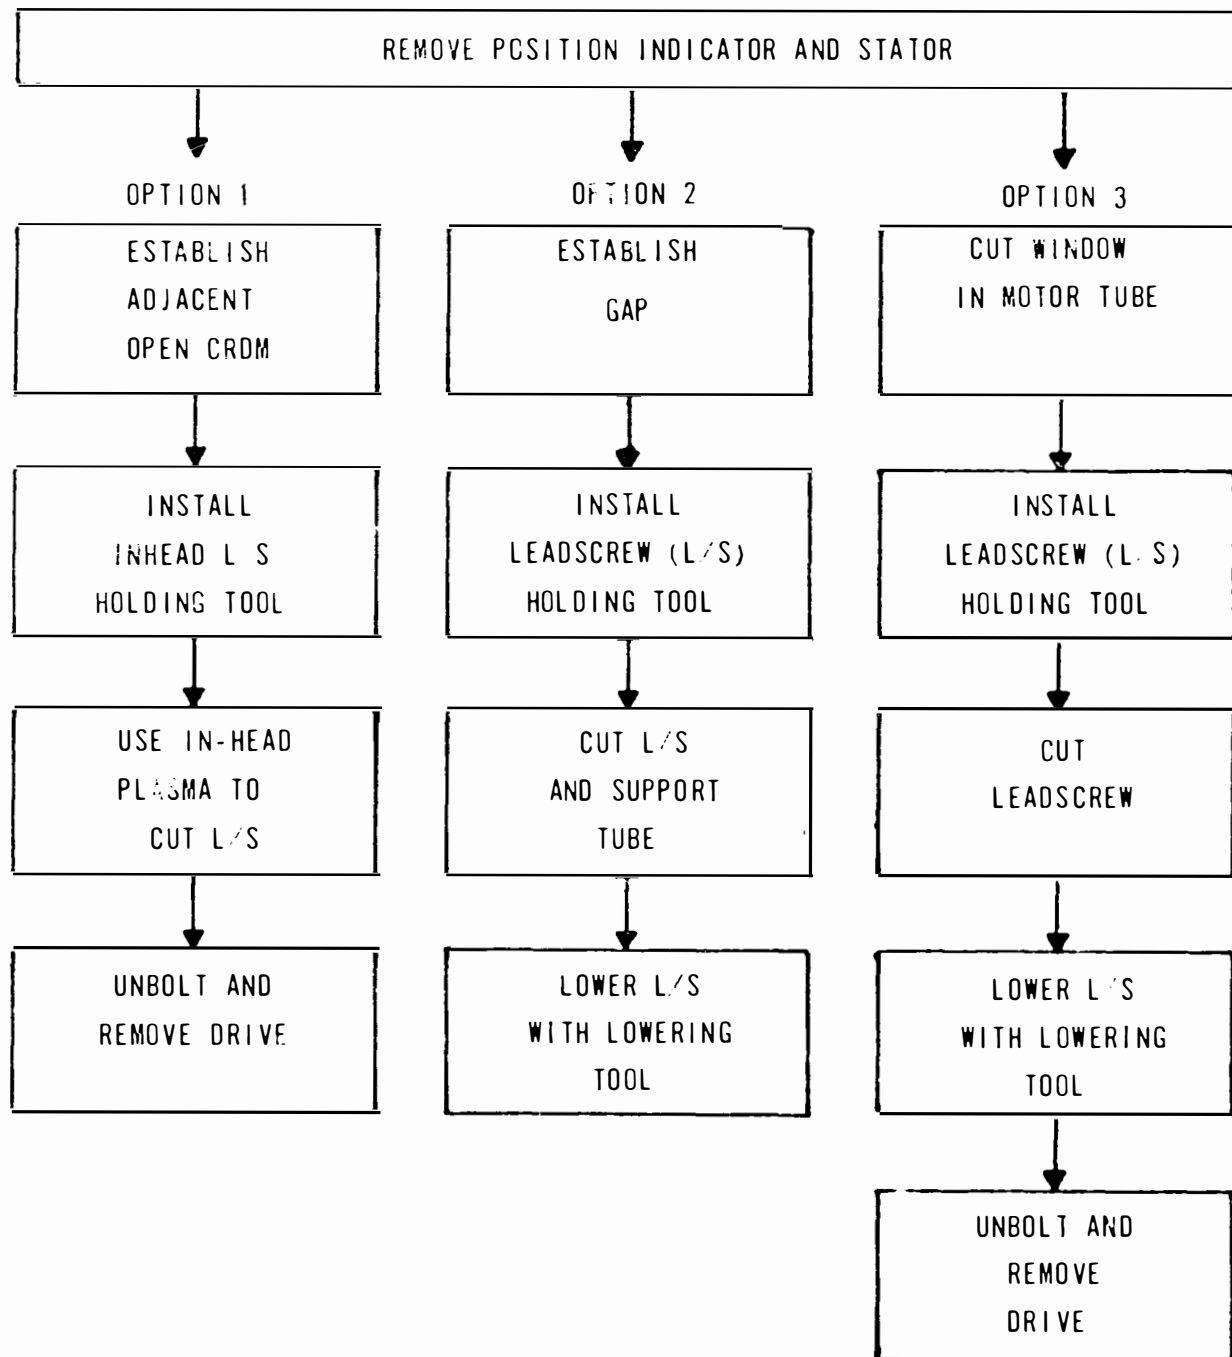 REMOVE POSITION INDICATOR AND STATOR
OPTION 1
ESTABLISH
ADJACENT
OPEN CRDM
INSTALL
INHEAD L S
HOLDING TOOL
USE IN-HEAD
PLASMA TO
CUT L/S
UNBOLT AND
REMOVE DRIVE
OPTION 2
ESTABLISH
GAP
INSTALL
LEADSCREW (L/S)
HOLDING TOOL
CUT L/S
AND SUPPORT
TUBE
LOWER L/S
WITH LOWERING
TOOL
OPTION 3
CUT WINDOW
IN MOTOR TUBE
INSTALL
LEADSCREW (L/S)
HOLDING TOOL
CUT
LEADSCREW
LOWER L/S
WITH LOWERING
TOOL
UNBOLT AND
REMOVE
DRIVE